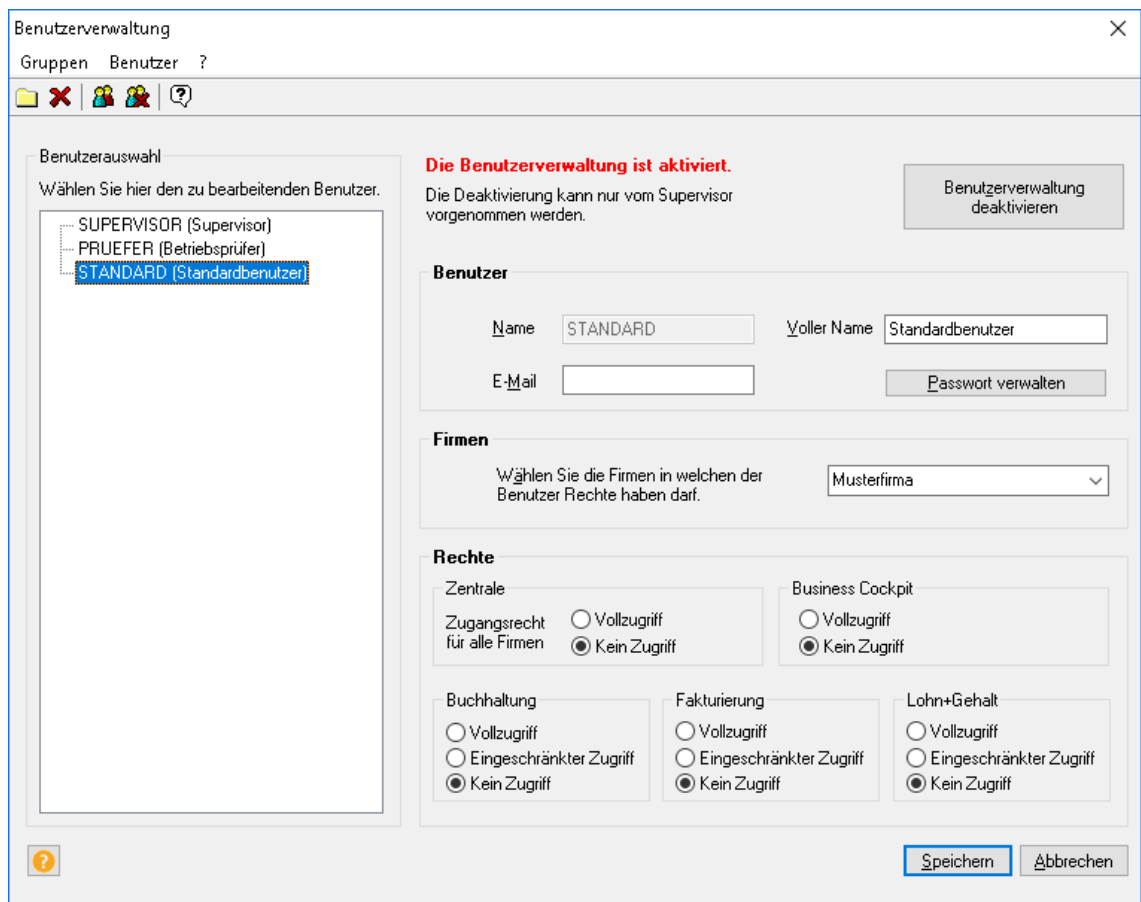 Benutzerverwaltung
Gruppen Benutzer ?
Benutzerauswahl
Wählen Sie hier den zu bearbeitenden Benutzer.
SUPERVISOR (Supervisor)
PRUEFER (Betriebsprüfer)
STANDARD (Standardbenutzer)
Die Benutzerverwaltung ist aktiviert.
Die Deaktivierung kann nur vom Supervisor
vorgenommen werden.
Benutzerverwaltung
deaktivieren
Benutzer
Name STANDARD Voller Name Standardbenutzer
E-Mail Passwort verwalten
Firmen
Wählen Sie die Firmen in welchen der
Benutzer Rechte haben darf.
Musterfirma
Rechte
Zentrale
Zugangsrecht
für alle Firmen
Vollzugriff
Kein Zugriff
Business Cockpit
Vollzugriff
Kein Zugriff
Buchhaltung
Vollzugriff
Eingeschränkter Zugriff
Kein Zugriff
Fakturierung
Vollzugriff
Eingeschränkter Zugriff
Kein Zugriff
Lohn+Gehalt
Vollzugriff
Eingeschränkter Zugriff
Kein Zugriff
?
Speichern Abbrechen